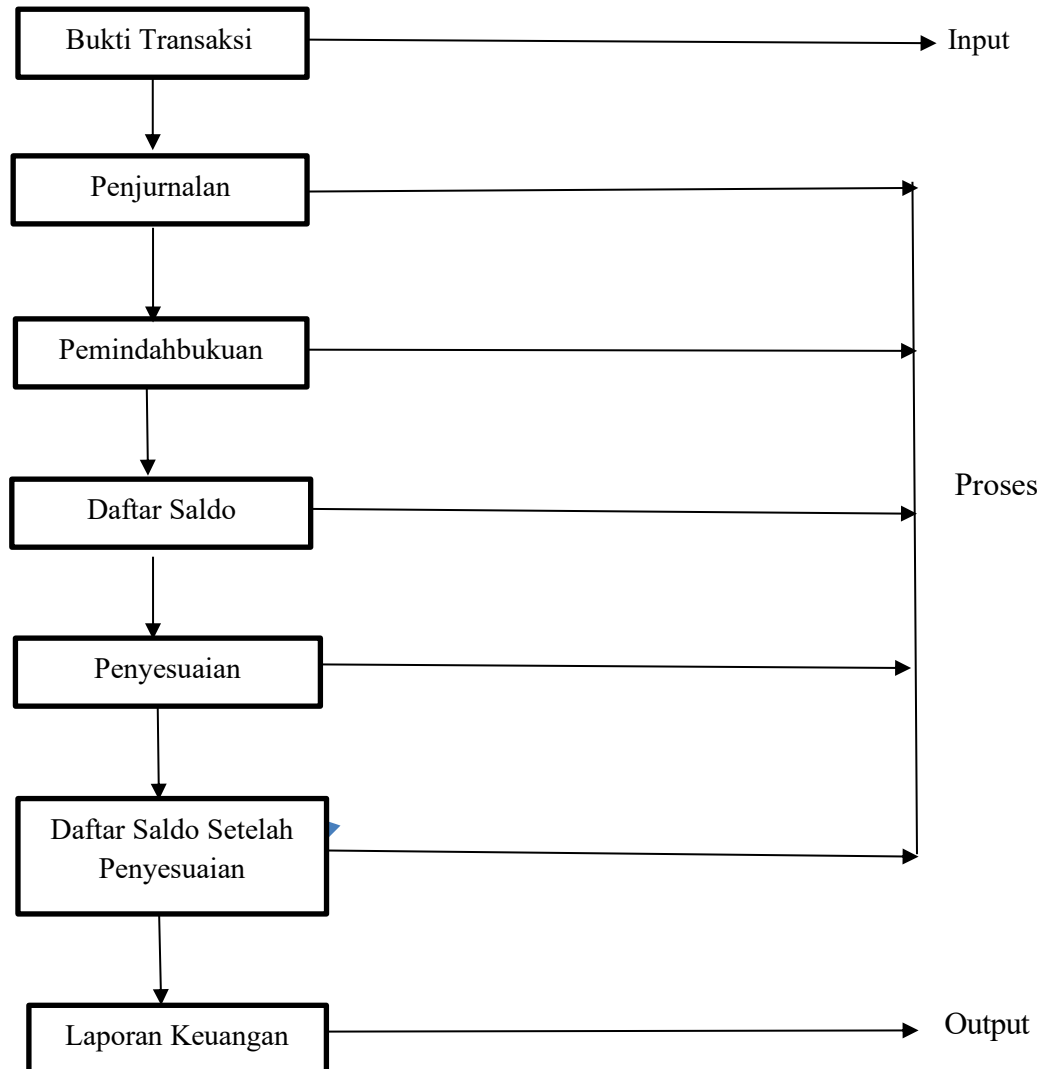 Bukti Transaksi
Input
Penjurnalan
Pemindahbukuan
Daftar Saldo
Proses
Penyesuaian
Daftar Saldo Setelah
Penyesuaian
Laporan Keuangan
Output